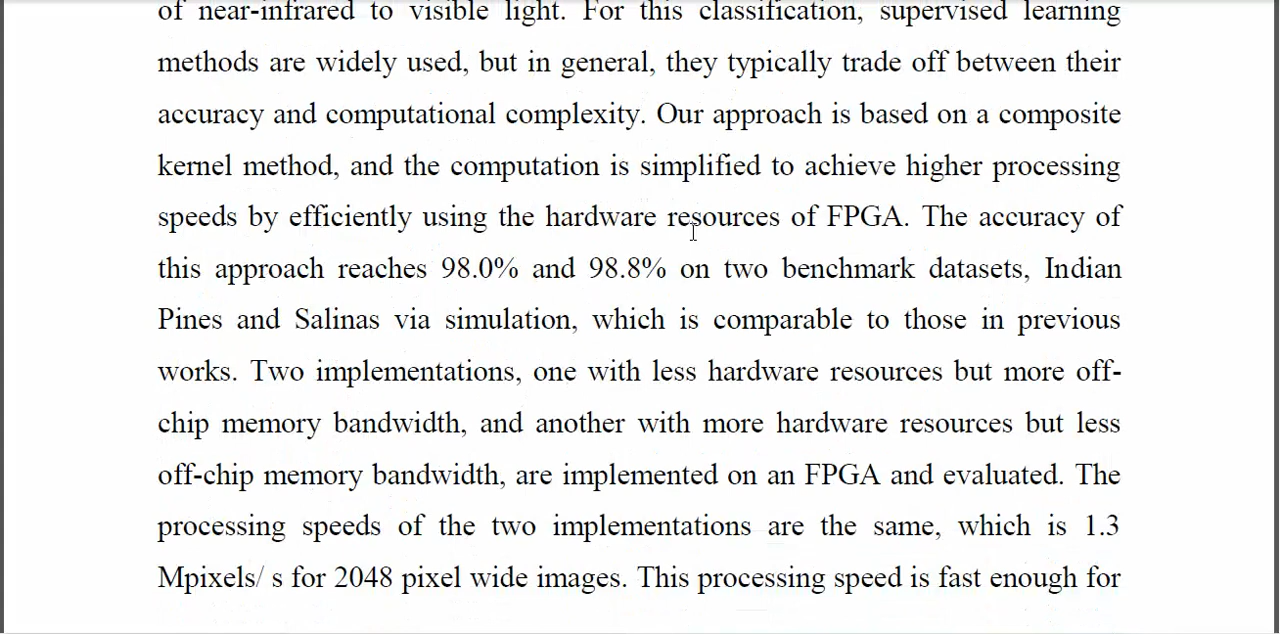 of near-infrared to visible light. For this classification, supervised learning
methods are widely used, but in general, they typically trade off between their
accuracy and computational complexity. Our approach is based on a composite
kernel method, and the computation is simplified to achieve higher processing
speeds by efficiently using the hardware resources of FPGA. The accuracy of
this approach reaches 98.0% and 98.8% on two benchmark datasets, Indian
Pines and Salinas via simulation, which is comparable to those in previous
works. Two implementations, one with less hardware resources but more off-
chip memory bandwidth, and another with more hardware resources but less
off-chip memory bandwidth, are implemented on an FPGA and evaluated. The
processing speeds of the two implementations are the same, which is 1.3
Mpixels/ s for 2048 pixel wide images. This processing speed is fast enough for